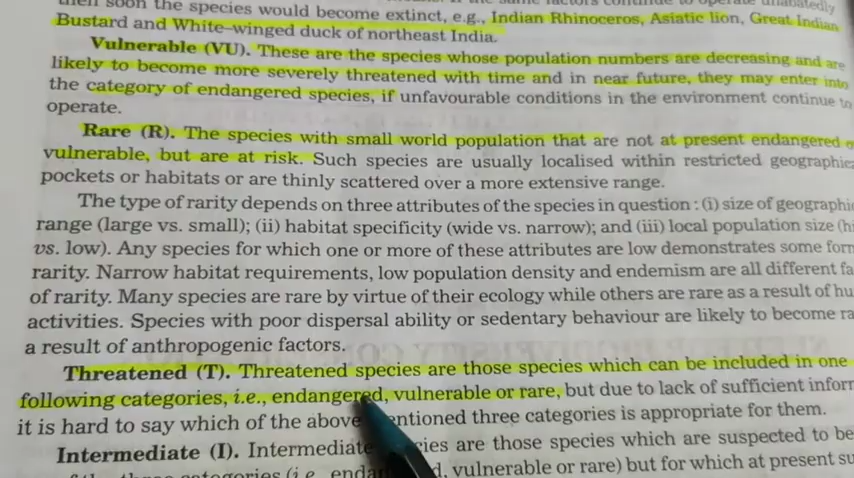 soon the species would become extinct, e.g., Indian Rhinoceros, Asiatic lion, Great Indian
Bustard and White-winged duck of northeast India.
Vulnerable (VU). These are the species whose population numbers are decreasing and are
likely to become more severely threatened with time and in near future, they may enter into
the category of endangered species, if unfavourable conditions in the environment continue to
operate.
Rare (R). The species with small world population that are not at present endangered
vulnerable, but are at risk. Such species are usually localised within restricted geographic
pockets or habitats or are thinly scattered over a more extensive range.
The type of rarity depends on three attributes of the species in question : (i) size of geographi
range (large vs. small); (ii) habitat specificity (wide vs. narrow); and (iii) local population size (h
vs. low). Any species for which one or more of these attributes are low demonstrates some for
rarity. Narrow habitat requirements, low population density and endemism are all different fa
of rarity. Many species are rare by virtue of their ecology while others are rare as a result of hu
activities. Species with poor dispersal ability or sedentary behaviour are likely to become ra
a result of anthropogenic factors.
Threatened (T). Threatened species are those species which can be included in one
following categories, i.e., endangered, vulnerable or rare, but due to lack of sufficient infor
it is hard to say which of the above entioned three categories is appropriate for them.
Intermediate (I). Intermediate cies are those species which are suspected to be
categories (i.e. enda d, vulnerable or rare) but for which at present su